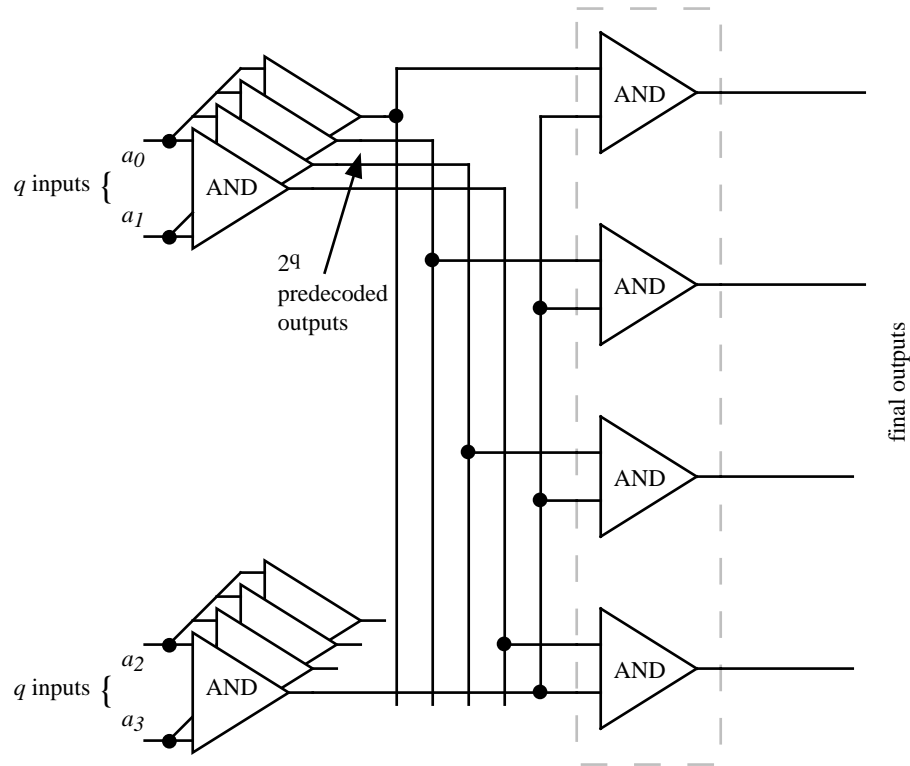 AND
a0
q inputs {
AND
a1
2q
predecoded
outputs
AND
final outputs
AND
a2
q inputs {
AND
AND
a3